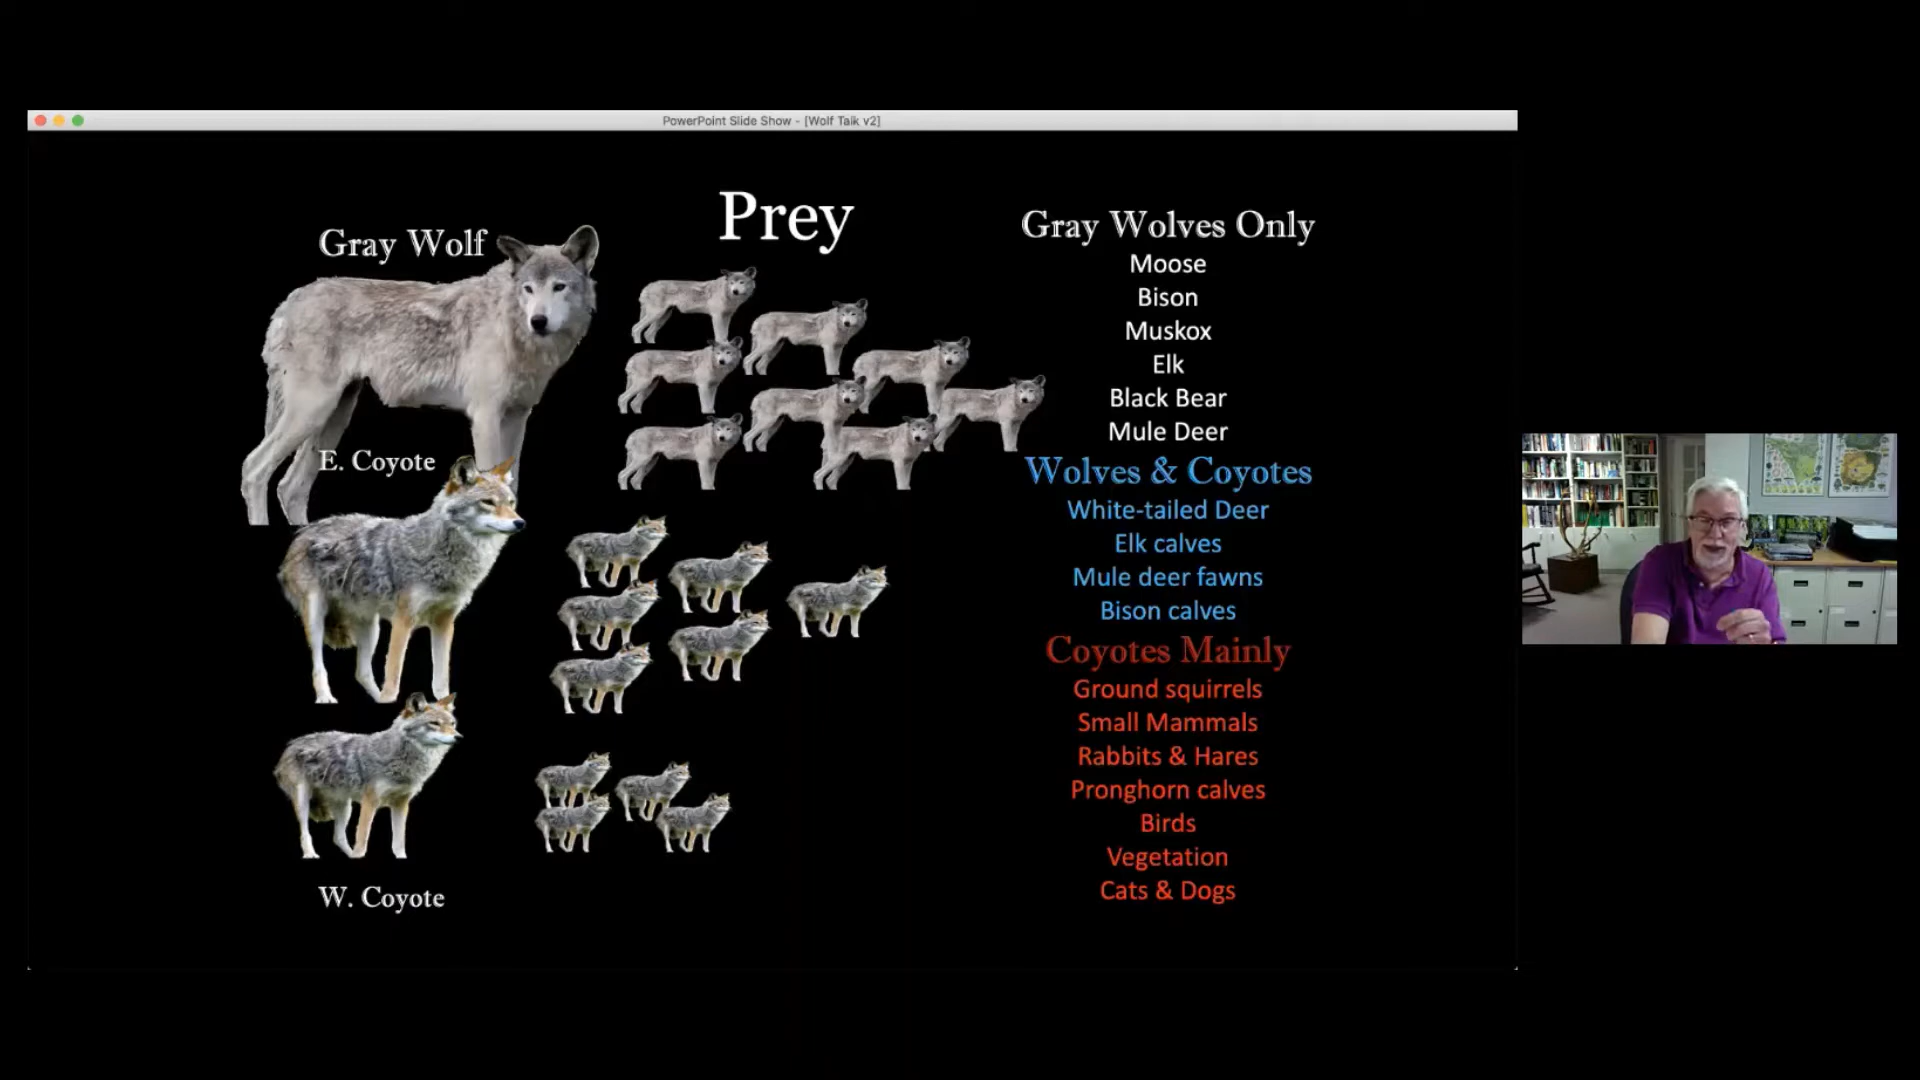 PowerPoint Slide Show - [Wolf Talk v2]
Prey
Gray Wolf
E. Coyote
W. Coyote
Gray Wolves Only
Moose
Bison
Muskox
Elk
Black Bear
Mule Deer
Wolves & Coyotes
White-tailed Deer
Elk calves
Mule deer fawns
Bison calves
Coyotes Mainly
Ground squirrels
Small Mammals
Rabbits & Hares
Pronghorn calves
Birds
Vegetation
Cats & Dogs